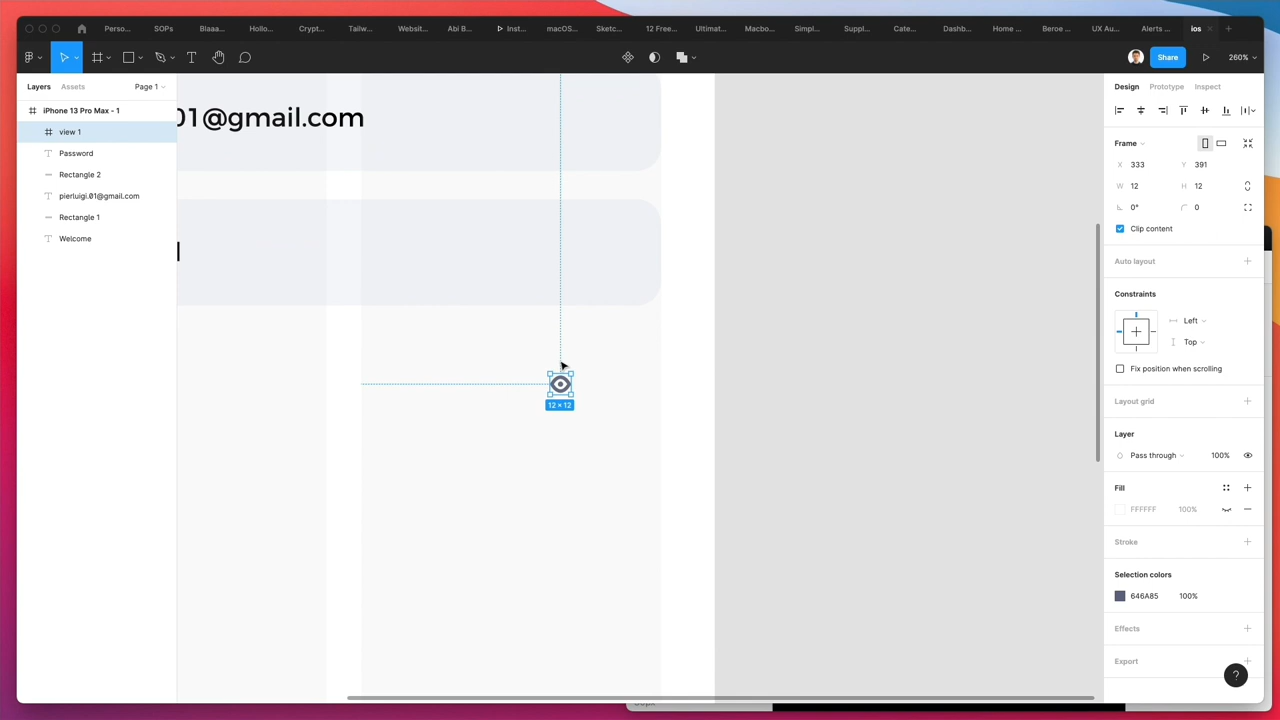 Perso... SOPs Blaaa... Hollo... Crypt... Tailw... Websit... Abi B... Inst... macOS... Sketc... 12 Free... Ultimat... Macbo... Simpl... Suppl... Cate... Dashb... Home ... Beroe ... UX Au... Alerts ... ios
Share 260%
Layers Assets Page 1
Design Prototype Inspect
iPhone 13 Pro Max - 1
view 1
Password
Rectangle 2
pierluigi.01@gmail.com
Rectangle 1
Welcome
01@gmail.com
12 × 12
Frame
X 333 Y 391
W 12 H 12
0° 0
Clip content
Auto layout
Constraints
Left
Top
Fix position when scrolling
Layout grid
Layer
Pass through 100%
Fill
FFFFFF 100%
Stroke
Selection colors
646A85 100%
Effects
Export
?